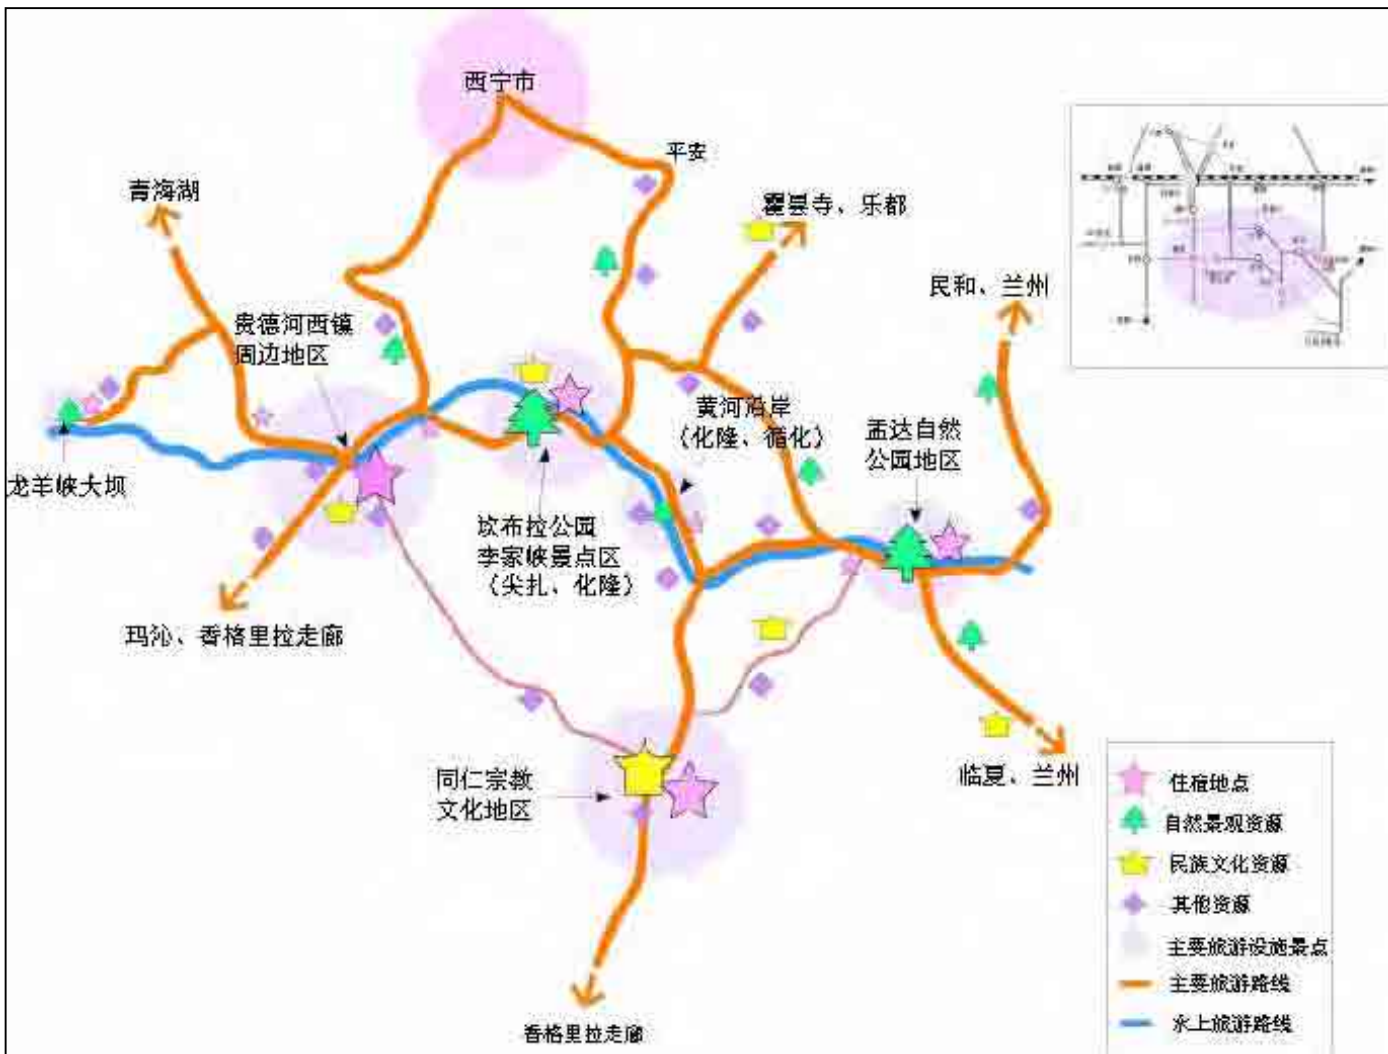 西宁市
平安
青海湖
瞿昙寺、乐都
民和、兰州
贵德河西镇
周边地区
黄河沿岸
（化隆、循化）
孟达自然
公园地区
龙羊峡大坝
坎布拉公园
李家峡景点区
（尖扎、化隆）
玛沁、香格里拉走廊
同仁宗教
文化地区
临夏、兰州
香格里拉走廊
住宿地点
自然景观资源
民族文化资源
其他资源
主要旅游设施景点
主要旅游路线
水上旅游路线